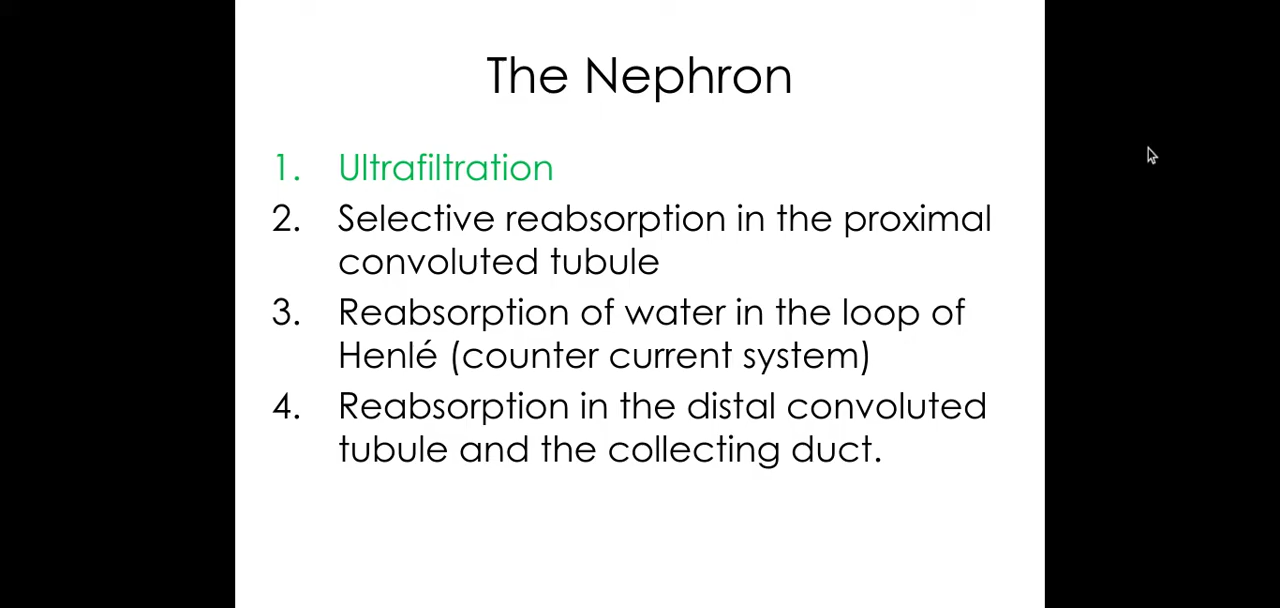 The Nephron
1. Ultrafiltration
2. Selective reabsorption in the proximal
convoluted tubule
3. Reabsorption of water in the loop of
Henlé (counter current system)
4. Reabsorption in the distal convoluted
tubule and the collecting duct.